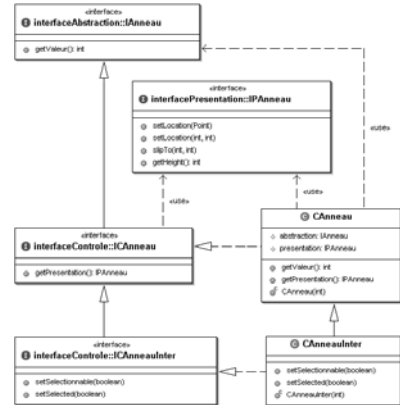 «interface»
interfaceAbstraction::IAnneau
getValeur(): int
«interface»
interfacePresentation::IPAnneau
setLocation(Point)
setLocation(int, int)
slipTo(int, int)
getHeight(): int
«use»
«use»
«use»
«interface»
interfaceControle::ICAnneau
getPresentation(): IPAnneau
CAnneau
abstraction: IAnneau
presentation: IPAnneau
getValeur(): int
getPresentation(): IPAnneau
CAnneau(int)
«interface»
interfaceControle::ICAnneauInter
setSelectionnable(boolean)
setSelected(boolean)
CAnneauInter
setSelectionnable(boolean)
setSelected(boolean)
CAnneauInter(int)